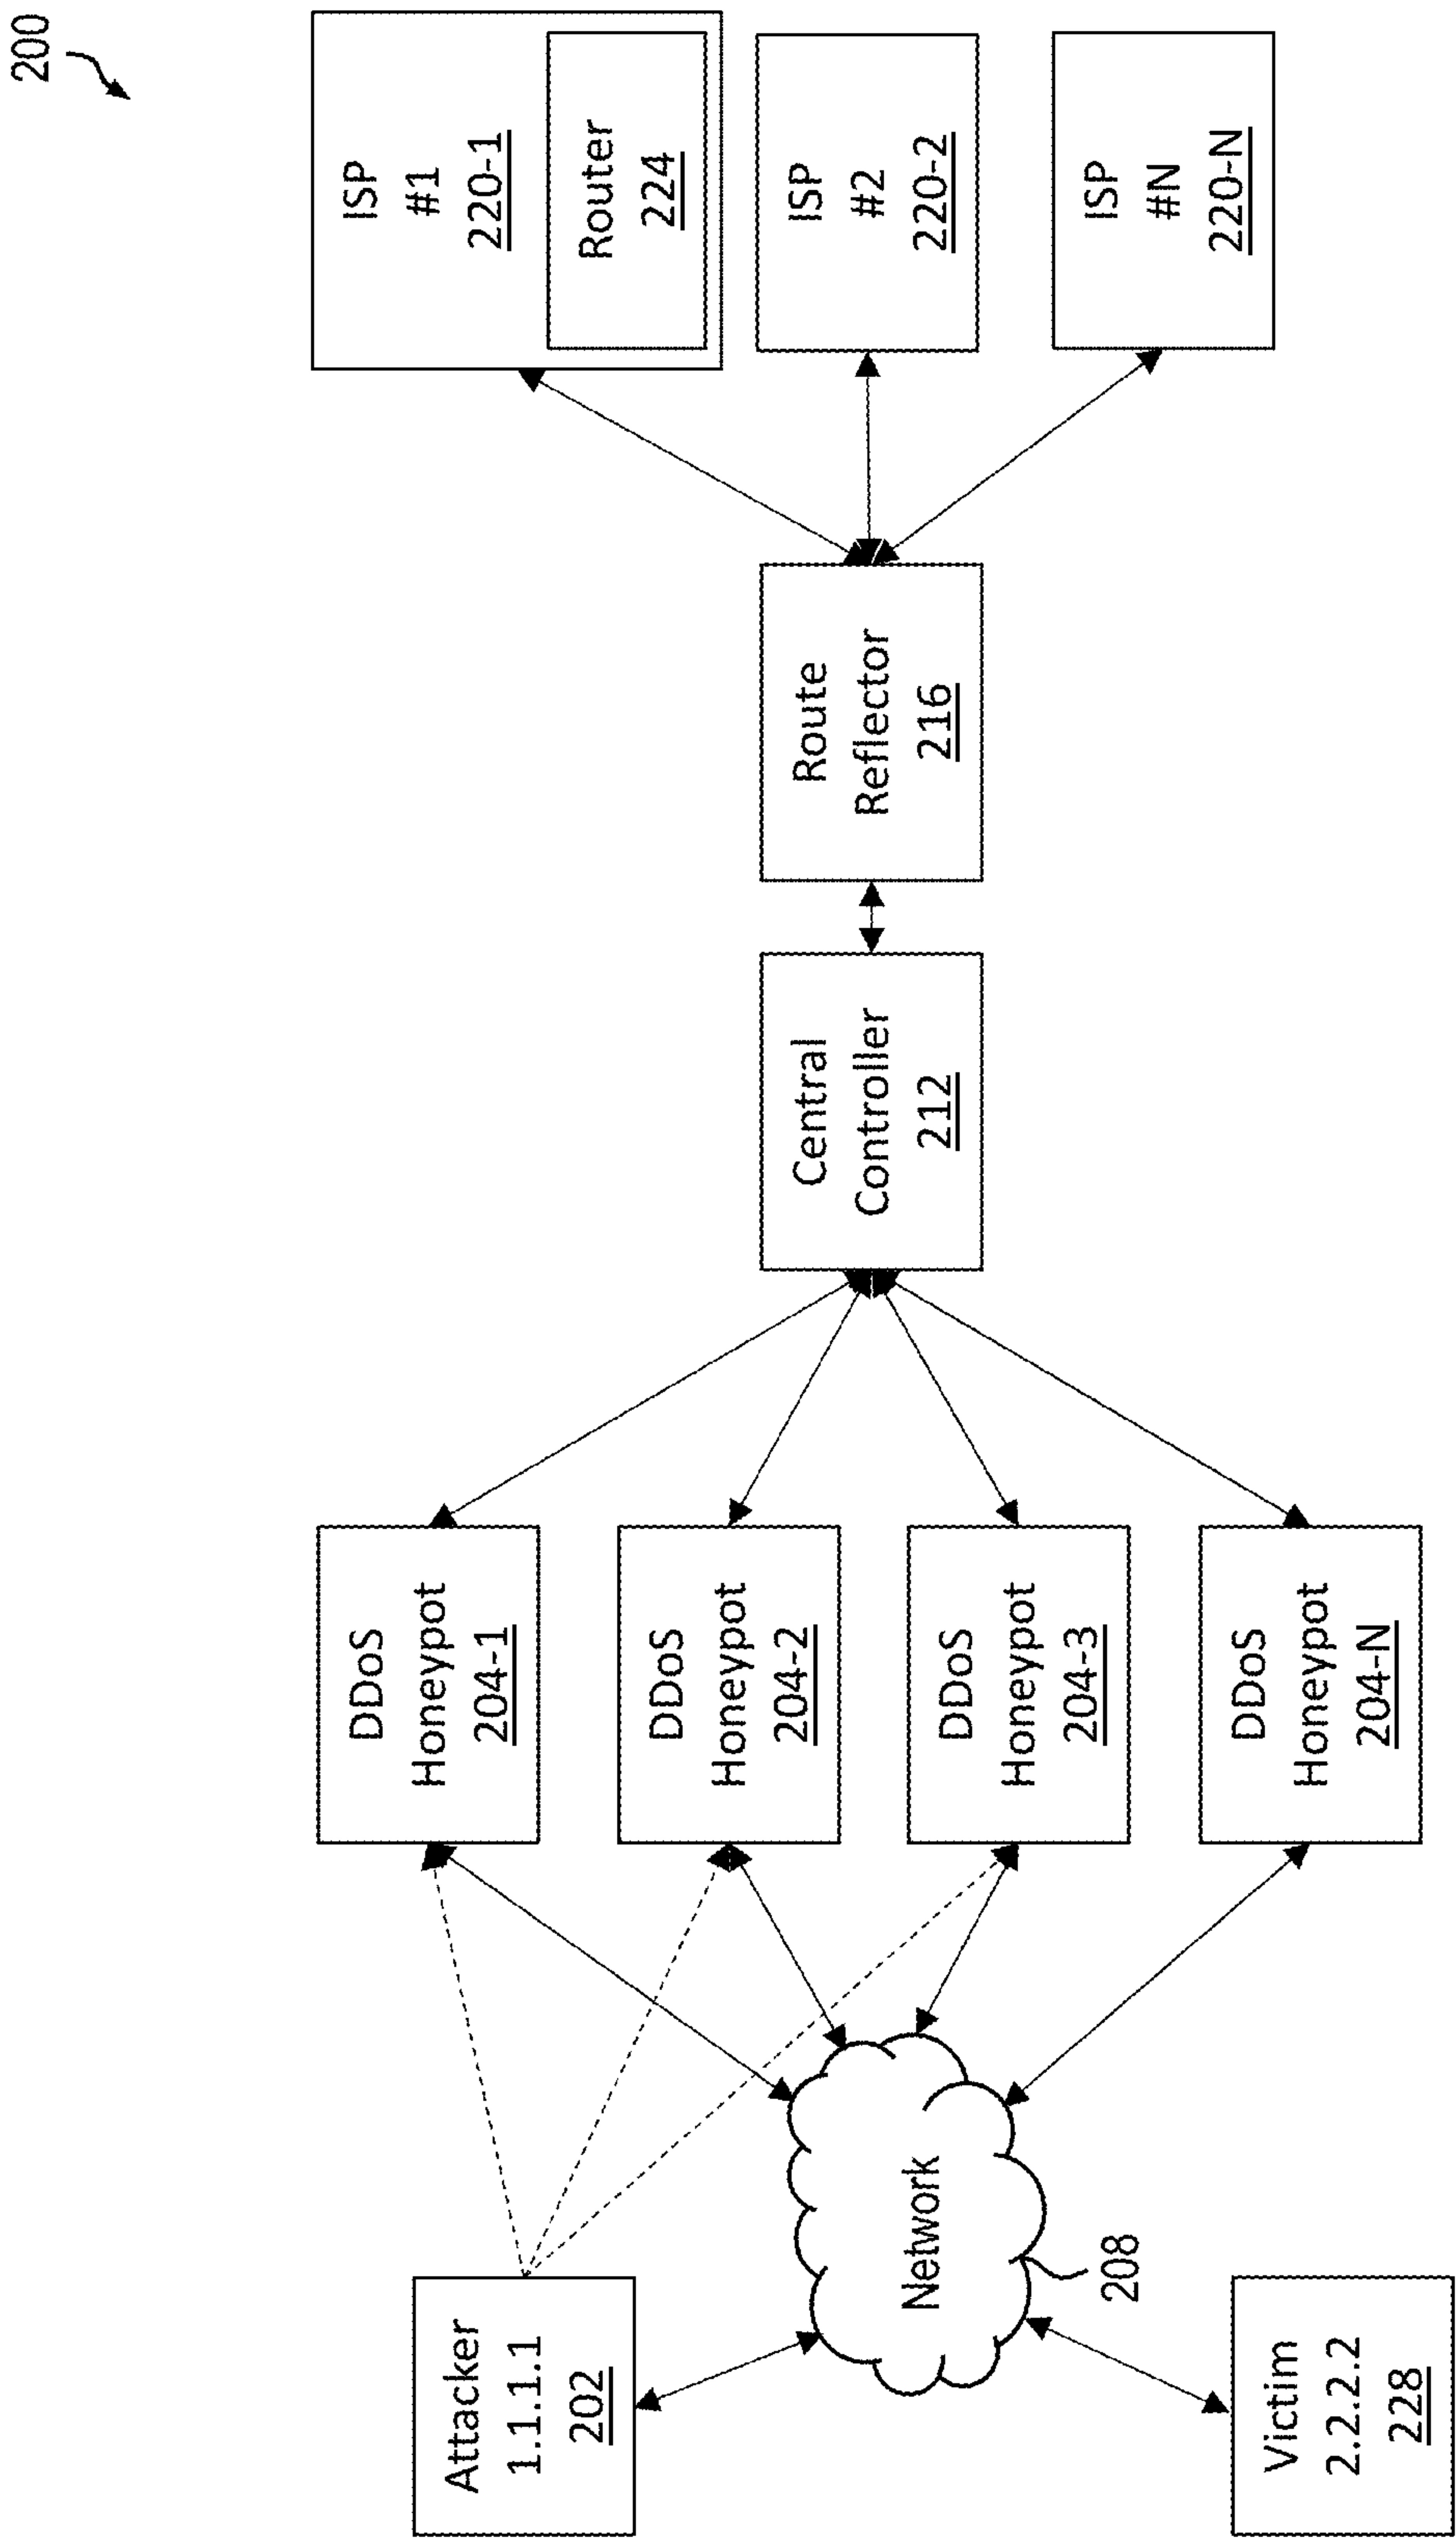 200
Attacker
1.1.1.1
202
Victim
2.2.2.2
228
Network
208
DDoS
Honeypot
204-1
DDoS
Honeypot
204-2
DDoS
Honeypot
204-3
DDoS
Honeypot
204-N
Central
Controller
212
Route
Reflector
216
ISP
#1
220-1
Router
224
ISP
#2
220-2
ISP
#N
220-N